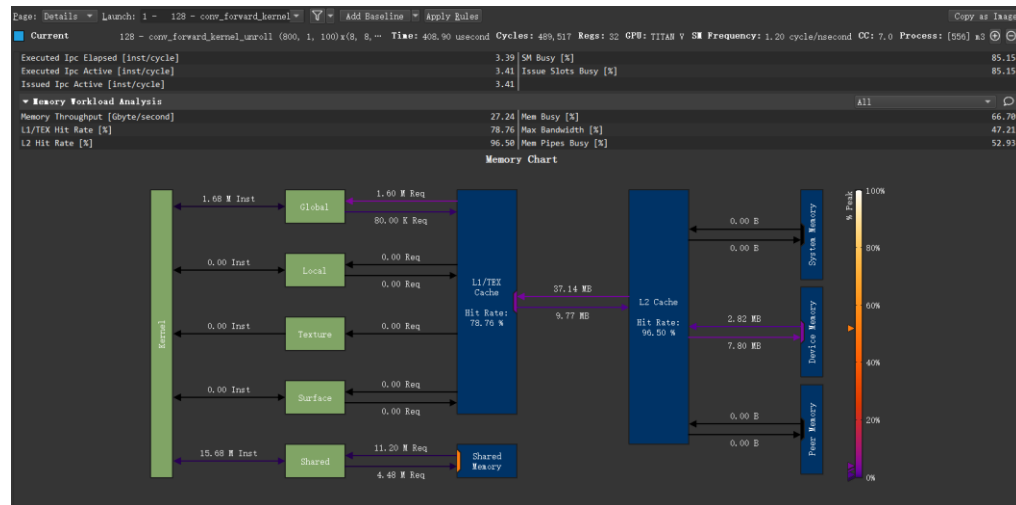 Page: Details Launch: 1 - 128 - conv_forward_kernel Add Baseline Apply Rules Copy as Image
Current 128 - conv_forward_kernel_unroll (800, 1, 100)x(8, 8,… Time: 408.90 usecond Cycles: 489,517 Regs: 32 GPU: TITAN V SM Frequency: 1.20 cycle/nsecond CC: 7.0 Process: [556] m3
Executed Ipc Elapsed [inst/cycle] 3.39 SM Busy [%] 85.15
Executed Ipc Active [inst/cycle] 3.41 Issue Slots Busy [%] 85.15
Issued Ipc Active [inst/cycle] 3.41
Memory Workload Analysis All
Memory Throughput [Gbyte/second] 27.24 Mem Busy [%] 66.70
L1/TEX Hit Rate [%] 78.76 Max Bandwidth [%] 47.21
L2 Hit Rate [%] 96.50 Mem Pipes Busy [%] 52.93
Memory Chart
Kernel
1.68 M Inst
Global
1.60 M Req
80.00 K Req
0.00 Inst
Local
0.00 Req
0.00 Req
0.00 Inst
Texture
0.00 Req
0.00 Inst
Surface
0.00 Req
0.00 Req
15.68 M Inst
Shared
11.20 M Req
4.48 M Req
L1/TEX
Cache
Hit Rate:
78.76 %
Shared
Memory
37.14 MB
9.77 MB
L2 Cache
Hit Rate:
96.50 %
0.00 B
0.00 B
System Memory
2.82 MB
7.80 MB
Device Memory
0.00 B
0.00 B
Peer Memory
% Peak
100%
80%
60%
40%
20%
0%